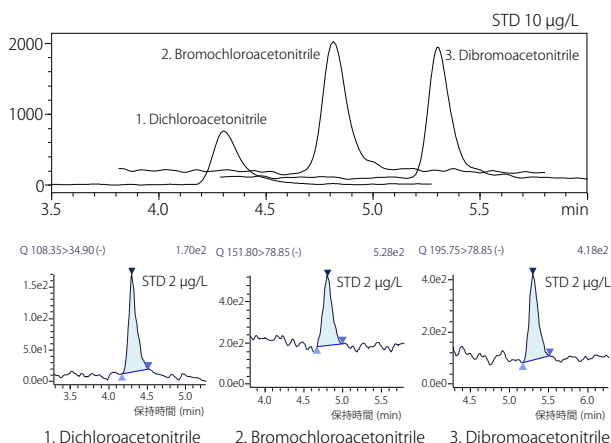 STD 10 µg/L
2000
2. Bromochloroacetonitrile
3. Dibromoacetonitrile
1000
1. Dichloroacetonitrile
0
3.5 4.0 4.5 5.0 5.5 min
Q 108.35>34.90 (-) 1.70e2
STD 2 µg/L
1.5e2
1.0e2
5.0e1
0.0e0
3.5 4.0 4.5 5.0
保持時間 (min)
1. Dichloroacetonitrile
Q 151.80>78.85 (-) 5.28e2
STD 2 µg/L
4.0e2
2.0e2
0.0e0
4.0 4.5 5.0 5.5
保持時間 (min)
2. Bromochloroacetonitrile
Q 195.75>78.85 (-) 4.18e2
STD 2 µg/L
4.0e2
2.0e2
0.0e0
4.5 5.0 5.5 6.0 6.5
保持時間 (min)
3. Dibromoacetonitrile